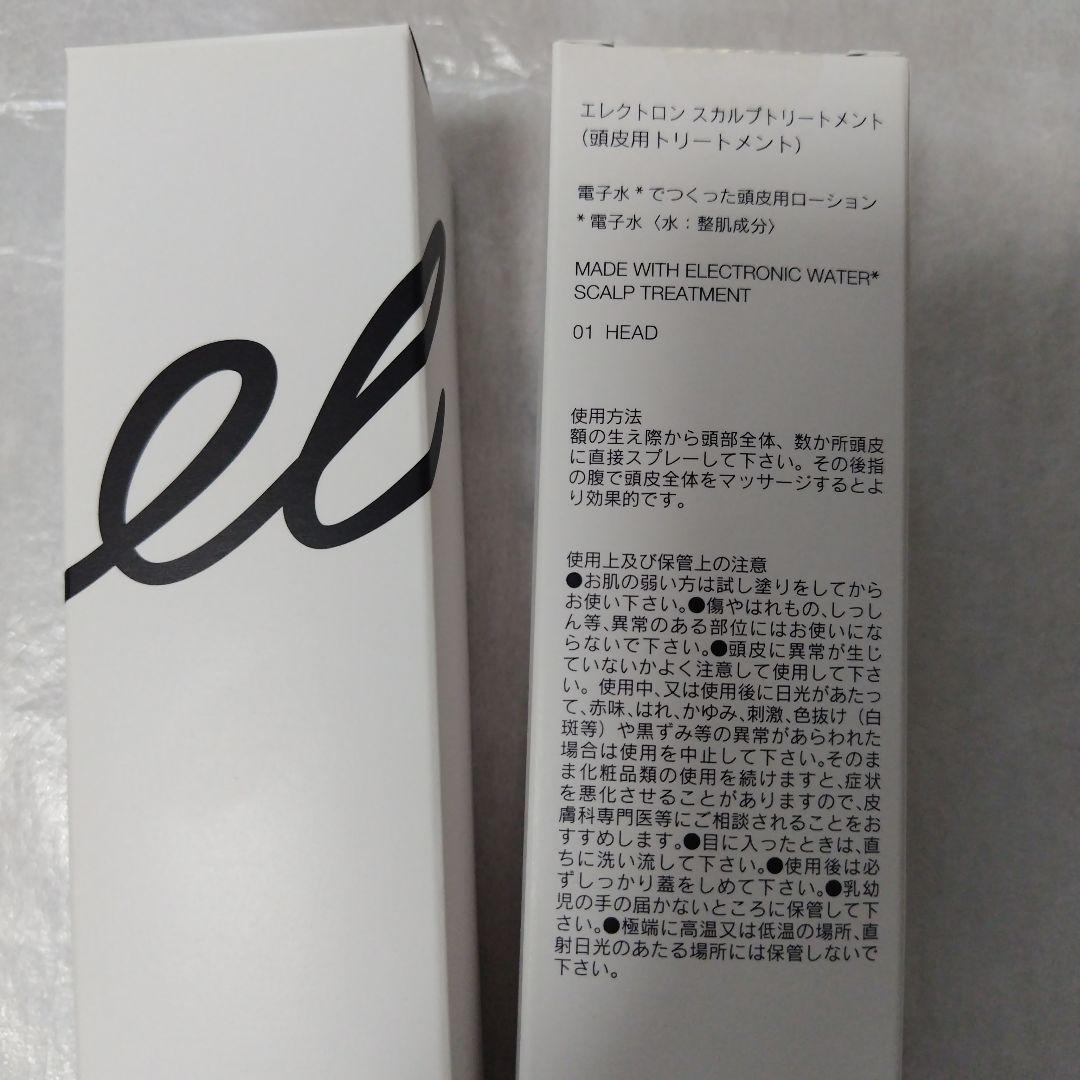 el
エレクトロン スカルプトリートメント
（頭皮用トリートメント）
電子水＊でつくった頭皮用ローション
＊電子水〈水：整肌成分〉
MADE WITH ELECTRONIC WATER*
SCALP TREATMENT
01 HEAD
使用方法
額の生え際から頭部全体、数か所頭皮
に直接スプレーして下さい。その後指
の腹で頭皮全体をマッサージするとよ
り効果的です。
使用上及び保管上の注意
●お肌の弱い方は試し塗りをしてから
お使い下さい。●傷やはれもの、しっし
ん等、異常のある部位にはお使いにな
らないで下さい。●頭皮に異常が生じ
ていないかよく注意して使用して下さ
い。使用中、又は使用後に日光があたっ
て、赤味、はれ、かゆみ、刺激、色抜け（白
斑等）や黒ずみ等の異常があらわれた
場合は使用を中止して下さい。そのま
ま化粧品類の使用を続けますと、症状
を悪化させることがありますので、皮
膚科専門医等にご相談されることをお
すすめします。●目に入ったときは、直
ちに洗い流して下さい。●使用後は必
ずしっかり蓋をしめて下さい。●乳幼
児の手の届かないところに保管して下
さい。●極端に高温又は低温の場所、直
射日光のあたる場所には保管しないで
下さい。